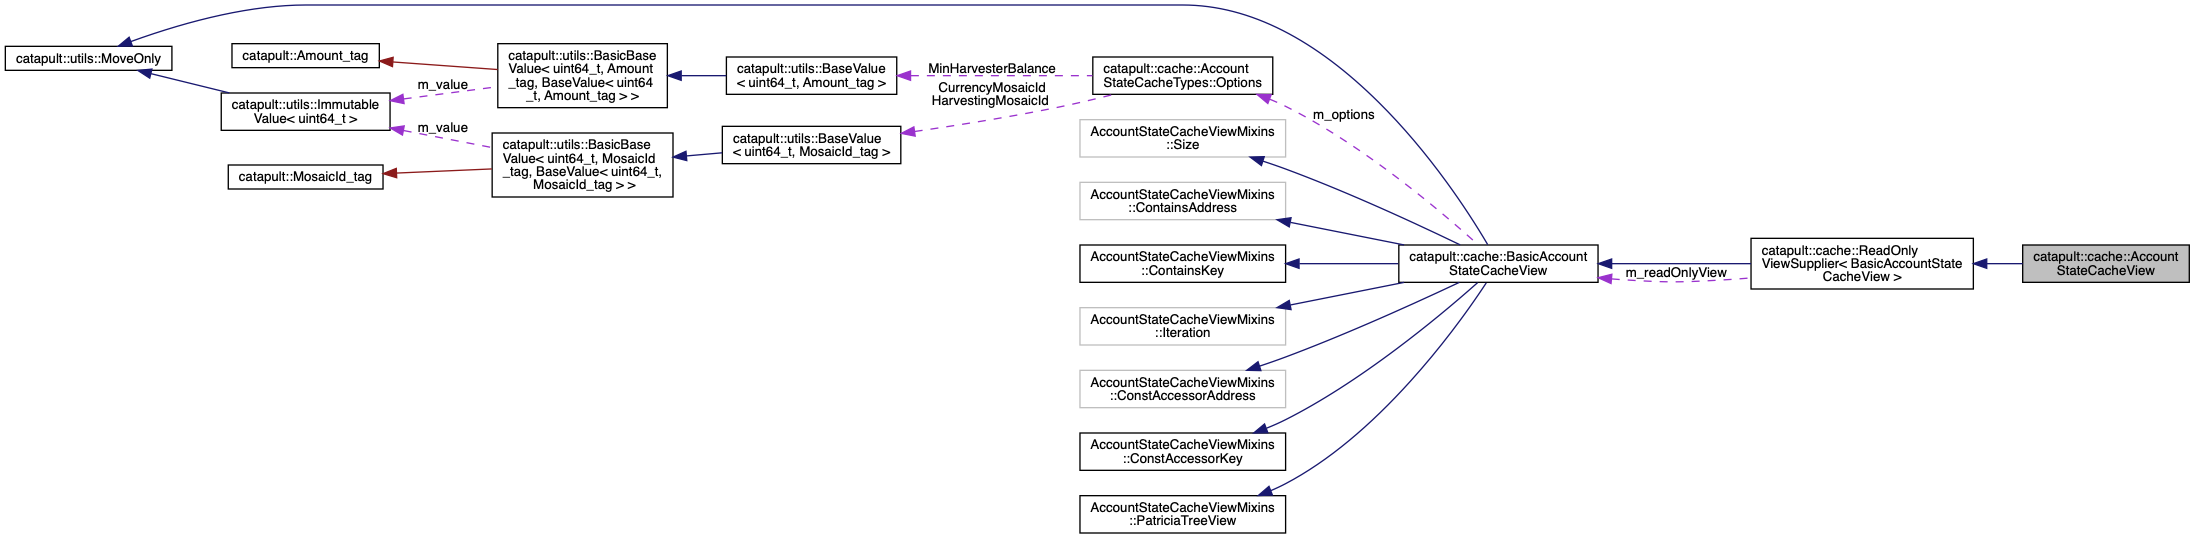 catapult::utils::MoveOnly
catapult::Amount_tag
catapult::utils::Immutable
Value< uint64_t >
catapult::MosaicId_tag
m_value
m_value
catapult::utils::BasicBase
Value< uint64_t, Amount
_tag, BaseValue< uint64
_t, Amount_tag > >
catapult::utils::BasicBase
Value< uint64_t, MosaicId
_tag, BaseValue< uint64_t,
MosaicId_tag > >
catapult::utils::BaseValue
< uint64_t, Amount_tag >
catapult::utils::BaseValue
< uint64_t, MosaicId_tag >
MinHarvesterBalance
CurrencyMosaicId
HarvestingMosaicId
catapult::cache::Account
StateCacheTypes::Options
AccountStateCacheViewMixins
::Size
AccountStateCacheViewMixins
::ContainsAddress
AccountStateCacheViewMixins
::ContainsKey
AccountStateCacheViewMixins
::Iteration
AccountStateCacheViewMixins
::ConstAccessorAddress
AccountStateCacheViewMixins
::ConstAccessorKey
AccountStateCacheViewMixins
::PatriciaTreeView
m_options
catapult::cache::BasicAccount
StateCacheView
m_readOnlyView
catapult::cache::ReadOnly
ViewSupplier< BasicAccountState
CacheView >
catapult::cache::Account
StateCacheView